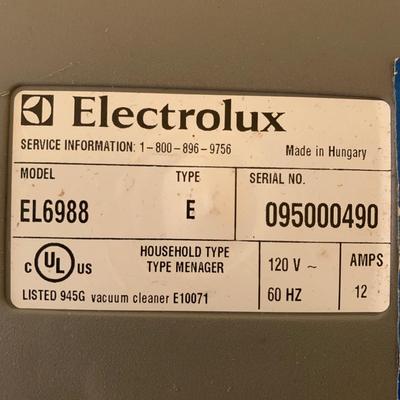 Electrolux
SERVICE INFORMATION: 1-800-896-9756 Made in Hungary
MODEL TYPE SERIAL NO.
EL6988 E 095000490
C UL US HOUSEHOLD TYPE
TYPE MENAGER
120 V ~ AMPS
LISTED 945G vacuum cleaner E10071 60 HZ 12